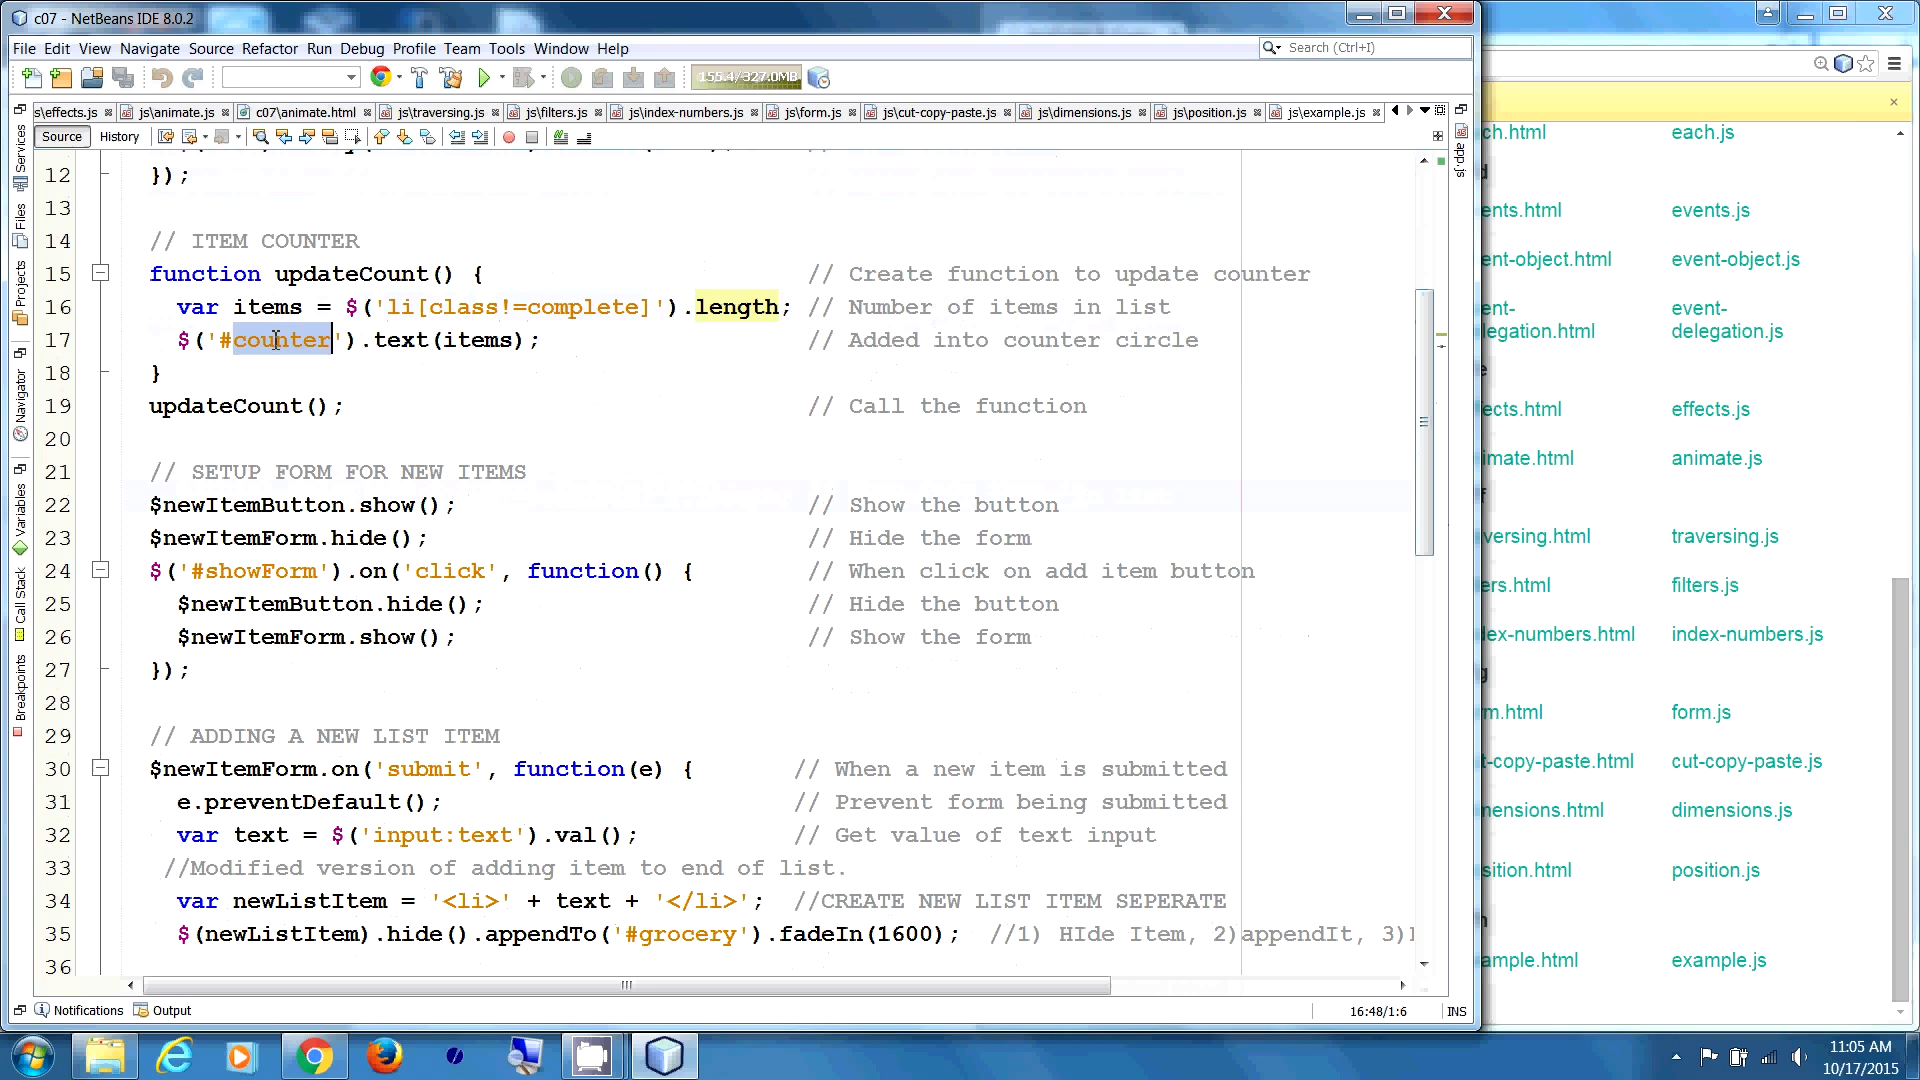 c07 - NetBeans IDE 8.0.2
File Edit View Navigate Source Refactor Run Debug Profile Team Tools Window Help
Search (Ctrl+I)
155.4/327.0MB
s\effects.js js\animate.js c07\animate.html js\traversing.js js\filters.js js\index-numbers.js js\form.js js\cut-copy-paste.js js\dimensions.js js\position.js js\example.js
Source History
Services
Files
Projects
Navigator
Variables
Call Stack
Breakpoints
app.js
12 });
13
14 // ITEM COUNTER
15 function updateCount() { // Create function to update counter
16 var items = $('li[class!=complete]').length; // Number of items in list
17 $('#counter').text(items); // Added into counter circle
18 }
19 updateCount(); // Call the function
20
21 // SETUP FORM FOR NEW ITEMS
22 $newItemButton.show(); // Show the button
23 $newItemForm.hide(); // Hide the form
24 $('#showForm').on('click', function() { // When click on add item button
25 $newItemButton.hide(); // Hide the button
26 $newItemForm.show(); // Show the form
27 });
28
29 // ADDING A NEW LIST ITEM
30 $newItemForm.on('submit', function(e) { // When a new item is submitted
31 e.preventDefault(); // Prevent form being submitted
32 var text = $('input:text').val(); // Get value of text input
33 //Modified version of adding item to end of list.
34 var newListItem = '<li>' + text + '</li>'; //CREATE NEW LIST ITEM SEPERATE
35 $(newListItem).hide().appendTo('#grocery').fadeIn(1600); //1) HIde Item, 2)appendIt, 3)
36
Notifications Output
16:48/1:6 INS
ch.html each.js
d
ents.html events.js
ent-object.html event-object.js
ent- event-
legation.html delegation.js
e
ects.html effects.js
imate.html animate.js
f
versing.html traversing.js
ers.html filters.js
dex-numbers.html index-numbers.js
g
rm.html form.js
t-copy-paste.html cut-copy-paste.js
mensions.html dimensions.js
sition.html position.js
h
ample.html example.js
11:05 AM
10/17/2015